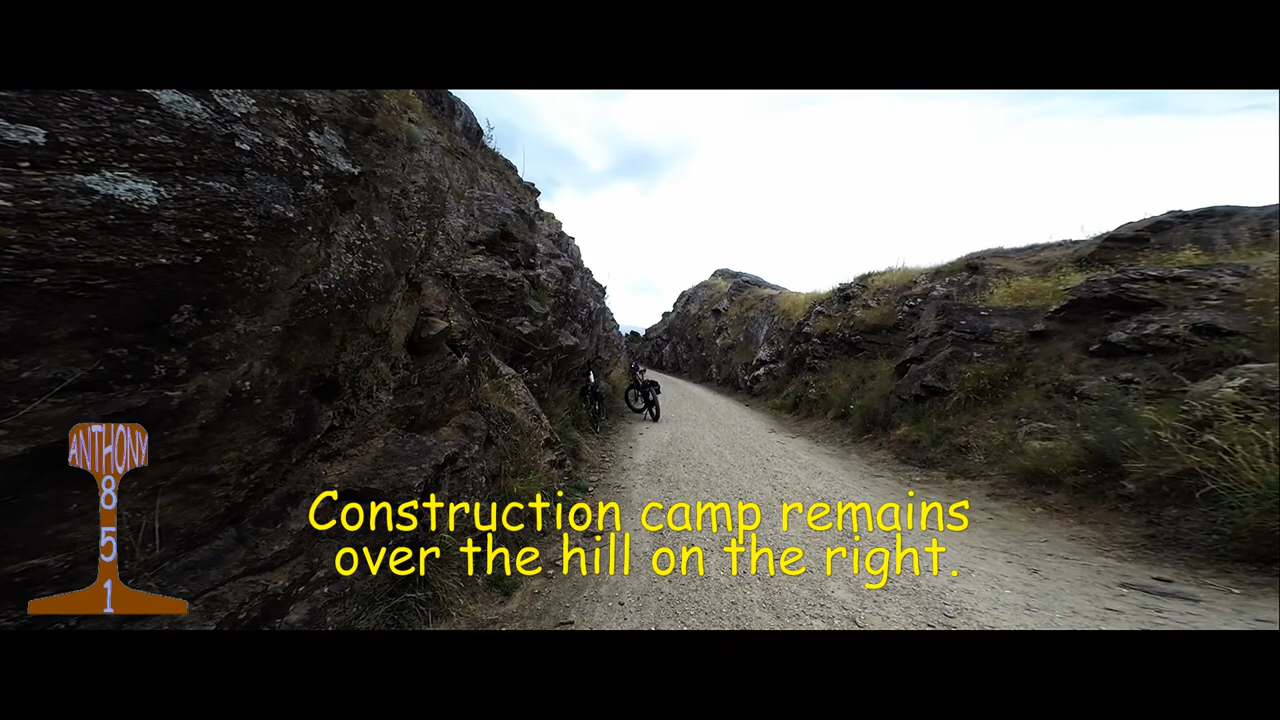 ANTHONY
8
5
1
Construction camp remains
over the hill on the right.